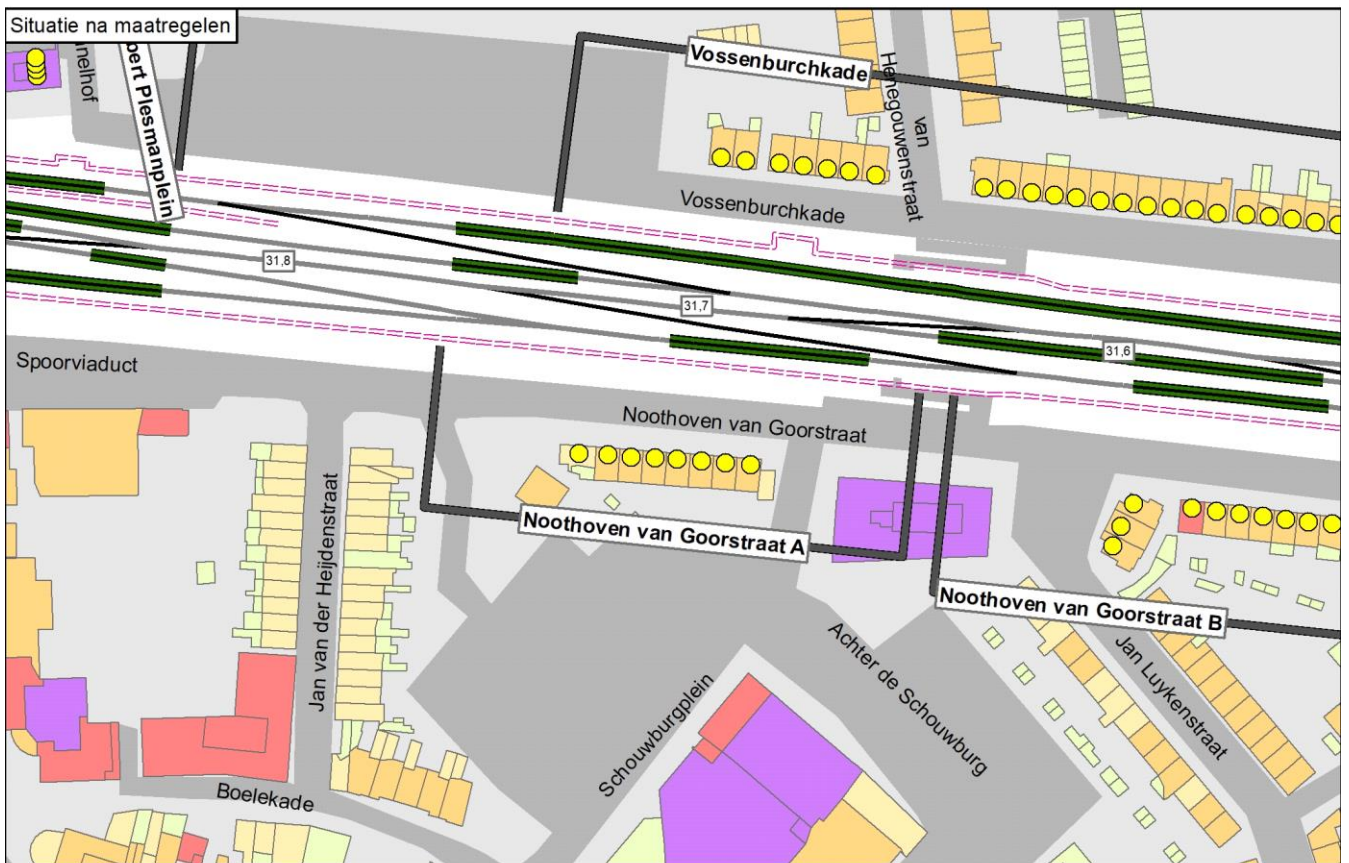 Situatie na maatregelen
nelhof
bert Plesmanplein
Vossenburchkade
Henegouvenstraat
van
Vossenburchkade
31,8
31,7
31,6
Spoorviaduct
Noothoven van Goorstraat
Jan van der Heijdenstraat
Noothoven van Goorstraat A
Noothoven van Goorstraat B
Achter de Schouwburg
Jan Luykenstraat
Schouwburgplein
Boelekade